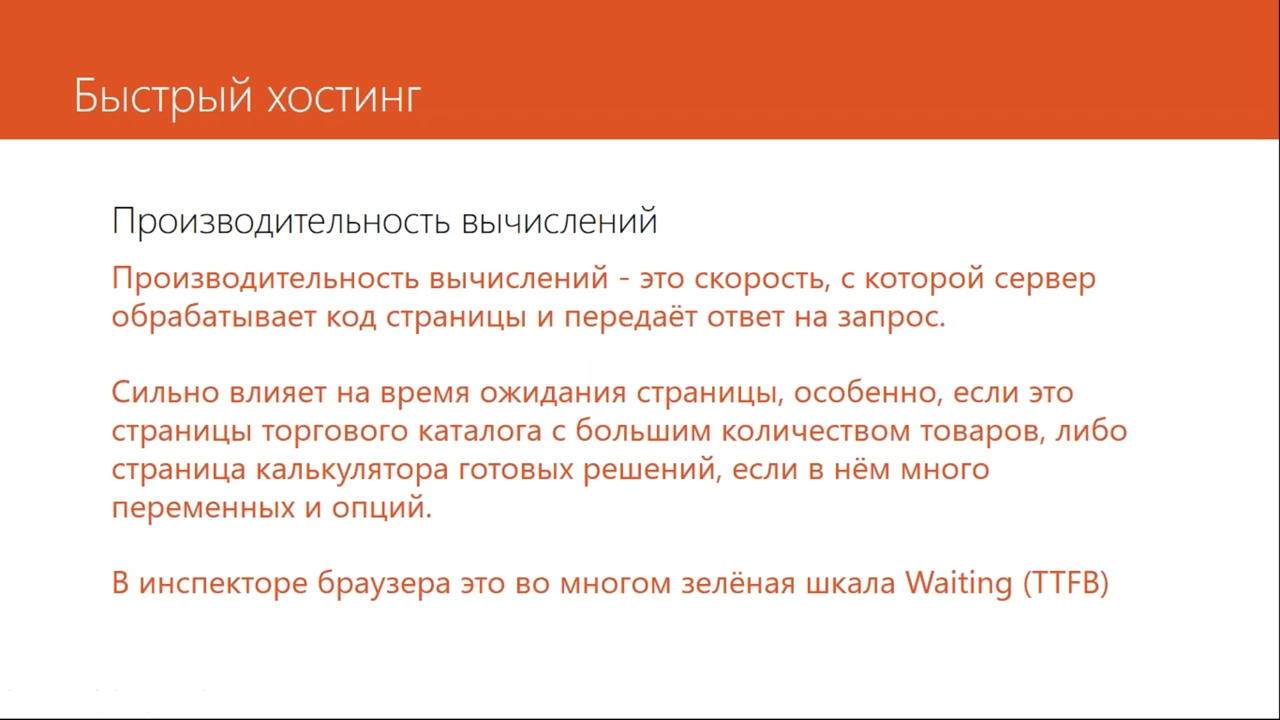 Быстрый хостинг
Производительность вычислений
Производительность вычислений - это скорость, с которой сервер
обрабатывает код страницы и передаёт ответ на запрос.
Сильно влияет на время ожидания страницы, особенно, если это
страницы торгового каталога с большим количеством товаров, либо
страница калькулятора готовых решений, если в нём много
переменных и опций.
В инспекторе браузера это во многом зелёная шкала Waiting (TTFB)